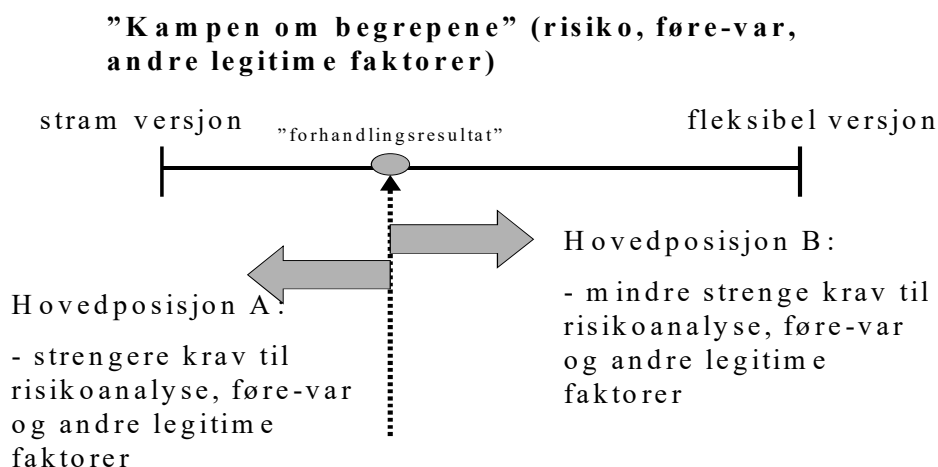 ”Kampen om begrepene” (risiko, føre-var,
andre legitime faktorer)
stram versjon
”forhandlingsresultat”
fleksibel versjon
Hovedposisjon B:
- mindre strenge krav til
risikoanalyse, føre-var
og andre legitime
faktorer
Hovedposisjon A:
- strengere krav til
risikoanalyse, føre-var
og andre legitime
faktorer